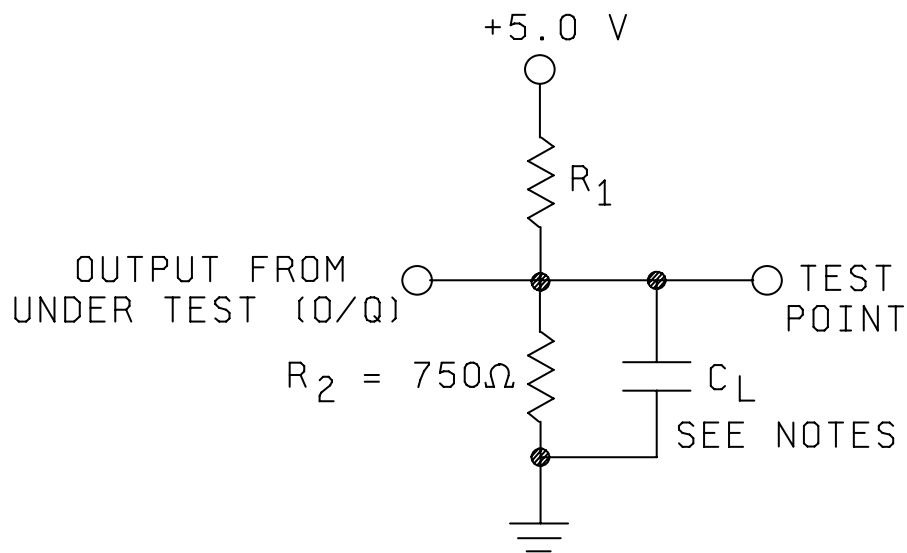 +5.0 V
R1
OUTPUT FROM
UNDER TEST (O/Q)
TEST
POINT
R2 = 750Ω
CL
SEE NOTES